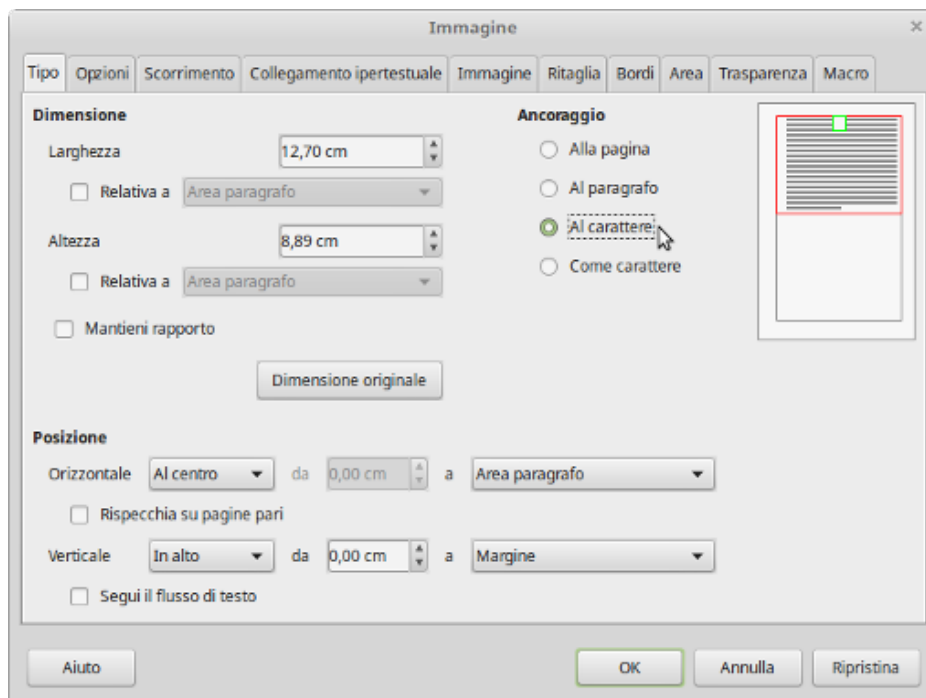 Immagine
Tipo Opzioni Scorrimento Collegamento ipertestuale Immagine Ritaglia Bordi Area Trasparenza Macro
Dimensione
Larghezza 12,70 cm
Relativa a Area paragrafo
Altezza 8,89 cm
Relativa a Area paragrafo
Mantieni rapporto
Dimensione originale
Ancoraggio
Alla pagina
Al paragrafo
Al carattere
Come carattere
Posizione
Orizzontale Al centro da 0,00 cm a Area paragrafo
Rispecchia su pagine pari
Verticale In alto da 0,00 cm a Margine
Segui il flusso di testo
Aiuto OK Annulla Ripristina